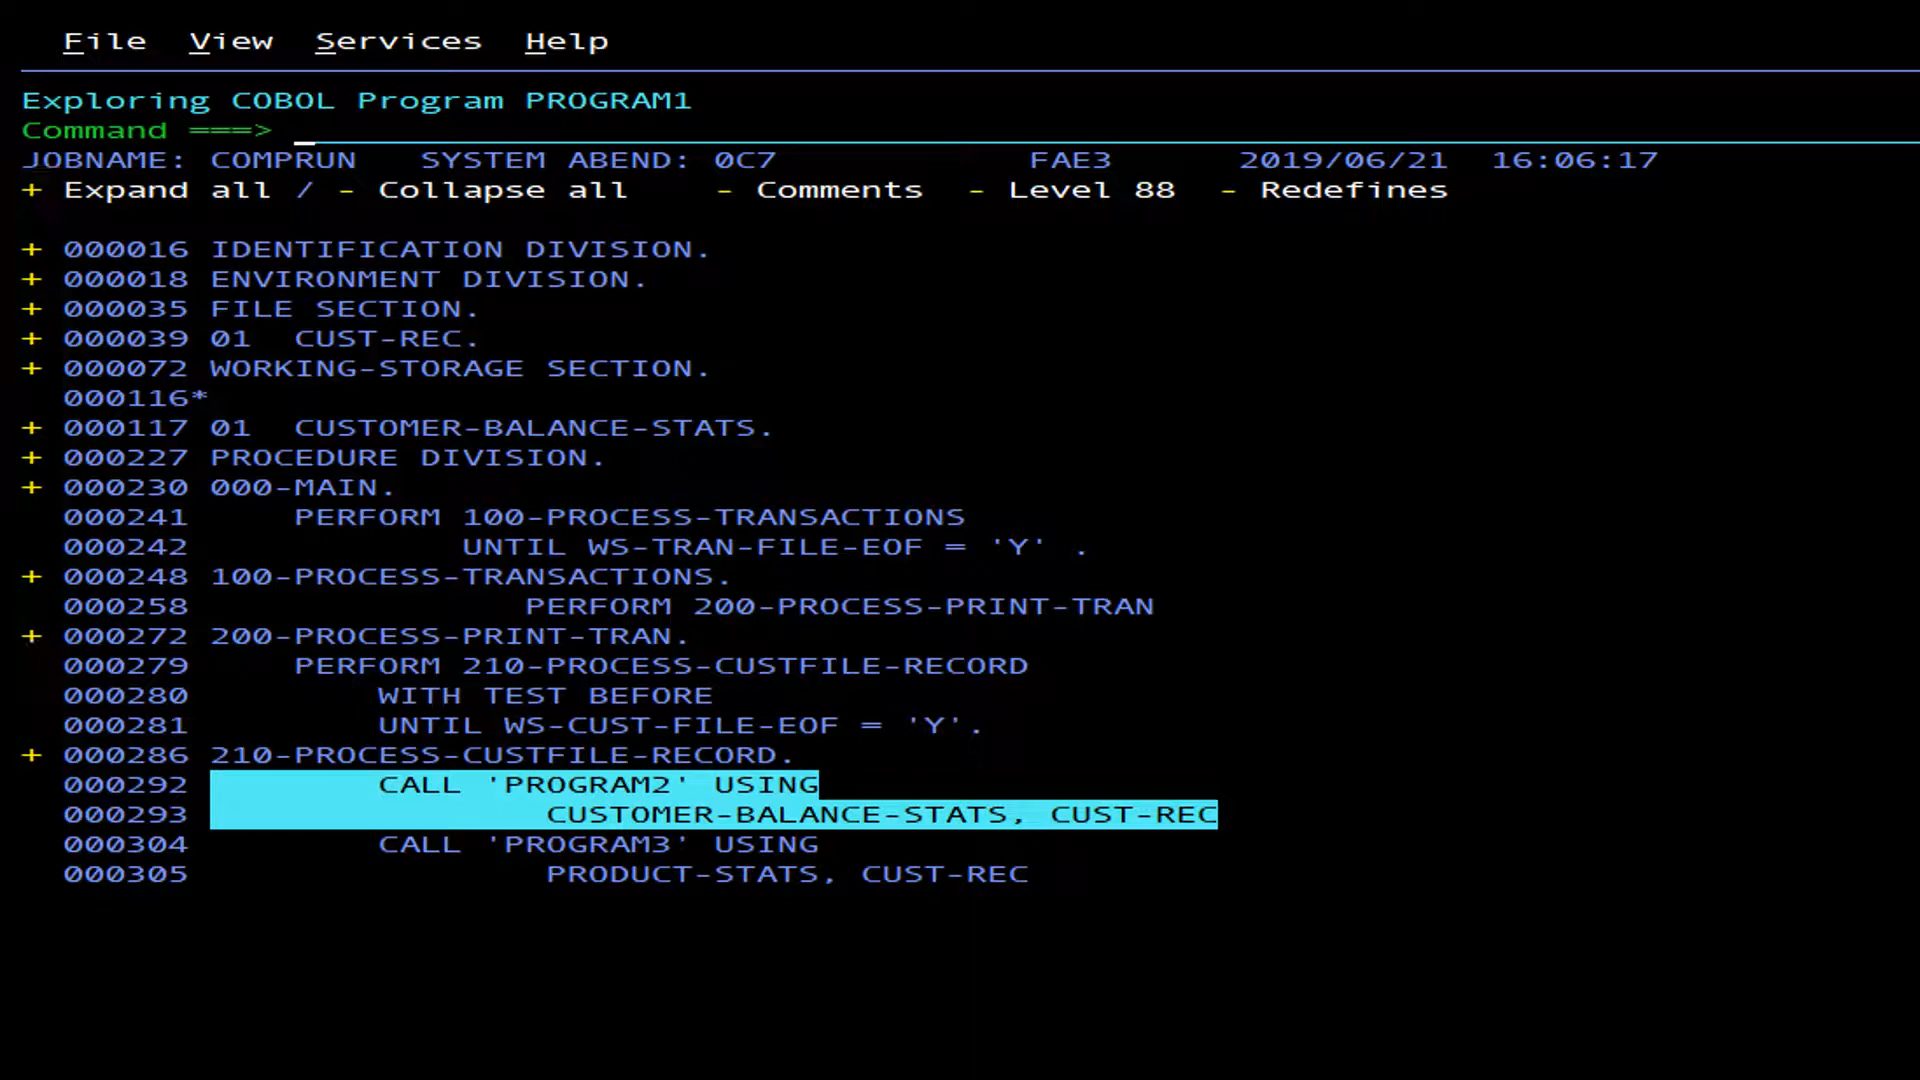 File View Services Help
Exploring COBOL Program PROGRAM1
Command ===>
JOBNAME: COMPRUN SYSTEM ABEND: 0C7 FAE3 2019/06/21 16:06:17
+ Expand all / - Collapse all - Comments - Level 88 - Redefines
+ 000016 IDENTIFICATION DIVISION.
+ 000018 ENVIRONMENT DIVISION.
+ 000035 FILE SECTION.
+ 000039 01 CUST-REC.
+ 000072 WORKING-STORAGE SECTION.
000116*
+ 000117 01 CUSTOMER-BALANCE-STATS.
+ 000227 PROCEDURE DIVISION.
+ 000230 000-MAIN.
000241 PERFORM 100-PROCESS-TRANSACTIONS
000242 UNTIL WS-TRAN-FILE-EOF = 'Y' .
+ 000248 100-PROCESS-TRANSACTIONS.
000258 PERFORM 200-PROCESS-PRINT-TRAN
+ 000272 200-PROCESS-PRINT-TRAN.
000279 PERFORM 210-PROCESS-CUSTFILE-RECORD
000280 WITH TEST BEFORE
000281 UNTIL WS-CUST-FILE-EOF = 'Y'.
+ 000286 210-PROCESS-CUSTFILE-RECORD.
000292 CALL 'PROGRAM2' USING
000293 CUSTOMER-BALANCE-STATS, CUST-REC
000304 CALL 'PROGRAM3' USING
000305 PRODUCT-STATS, CUST-REC